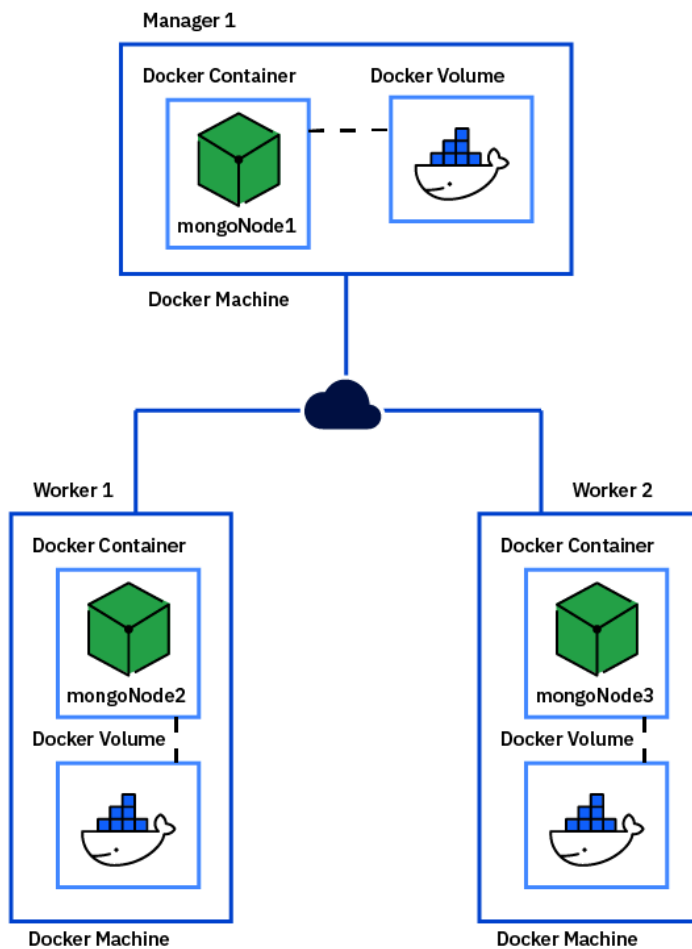 Manager 1
Docker Container
Docker Volume
mongoNode1
Docker Machine
Worker 1
Docker Container
mongoNode2
Docker Volume
Docker Machine
Worker 2
Docker Container
mongoNode3
Docker Volume
Docker Machine